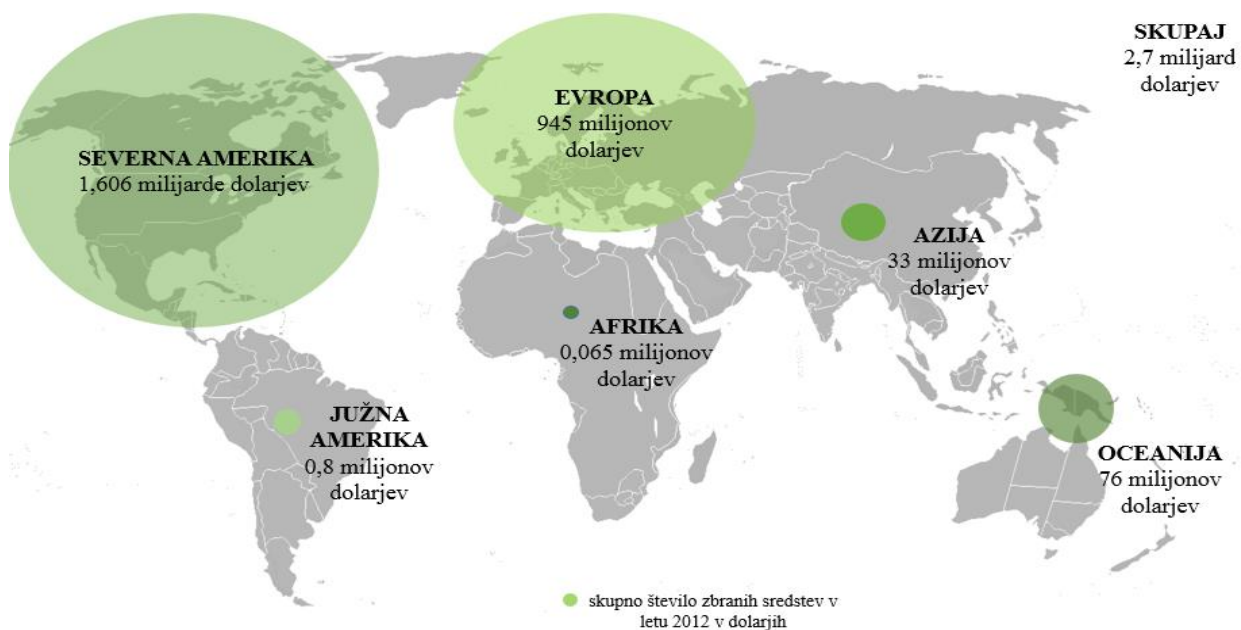 SKUPAJ
2,7 milijard
dolarjev
EVROPA
945 milijonov
dolarjev
SEVERNA AMERIKA
1,606 milijarde dolarjev
AZIJA
33 milijonov
dolarjev
AFRIKA
0,065 milijonov
dolarjev
JUŽNA
AMERIKA
0,8 milijonov
dolarjev
OCEANIJA
76 milijonov
dolarjev
skupno število zbranih sredstev v
letu 2012 v dolarjih